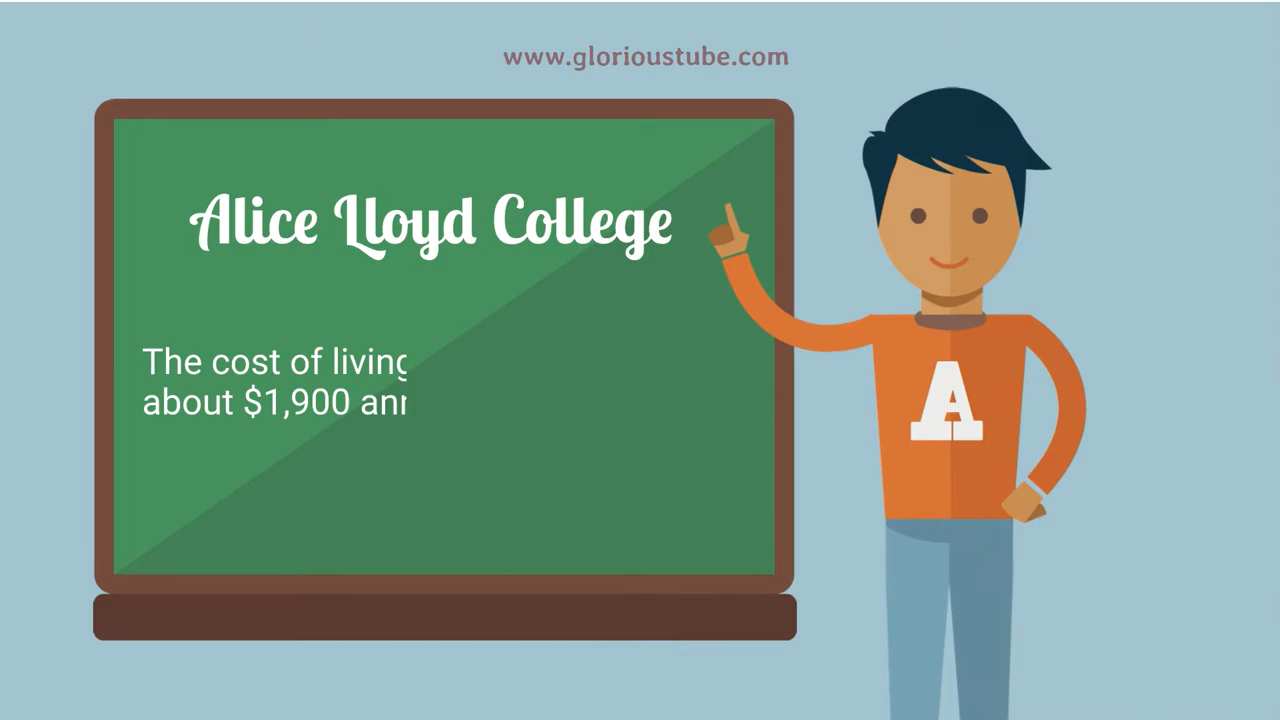 www.glorioustube.com
Alice Lloyd College
The cost of living
about $1,900
A